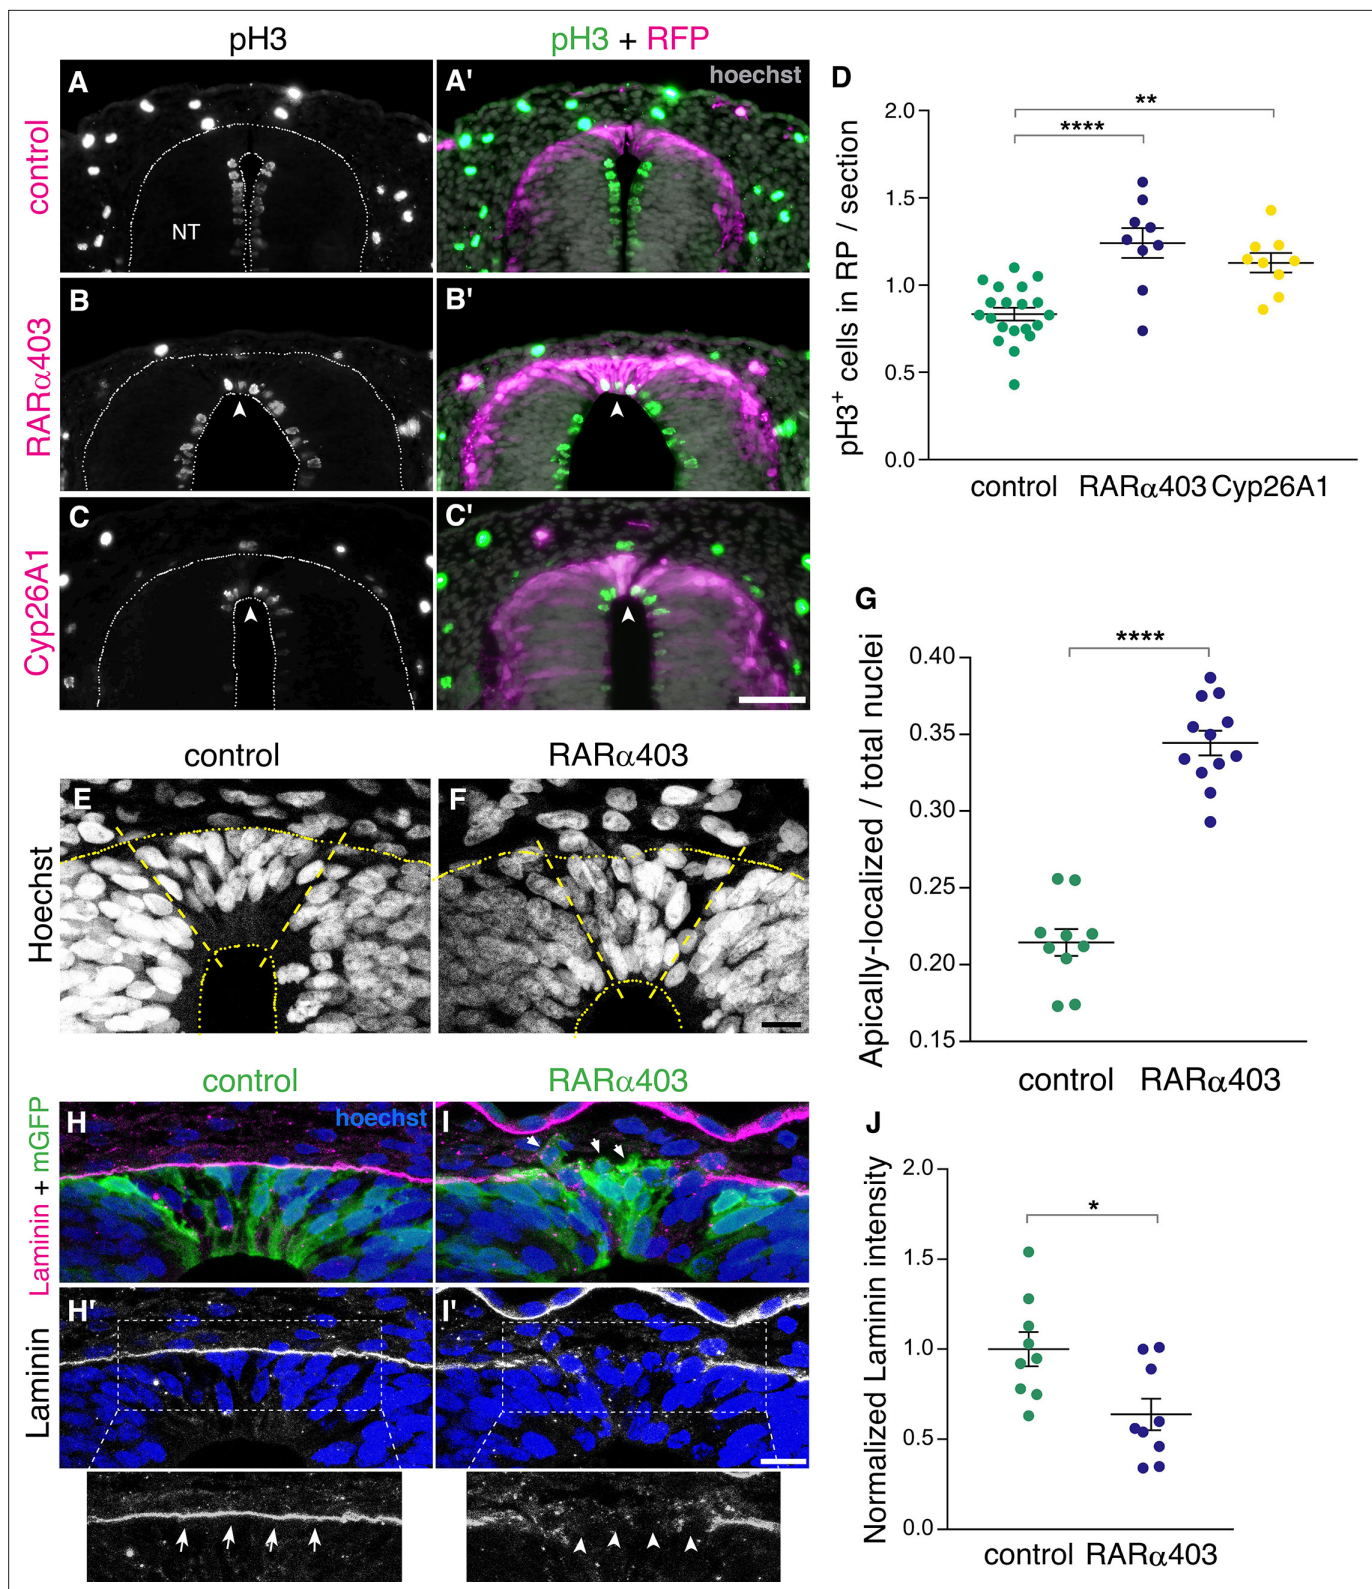 pH3
pH3 + RFP
control
A
NT
A'
hoechst
RARα403
B
B'
Cyp26A1
C
C'
D
pH3+ cells in RP / section
2.0
1.5
1.0
0.5
0.0
**
****
control RARα403 Cyp26A1
control
RARα403
Hoechst
E
F
G
Apically-localized / total nuclei
0.40
0.35
0.30
0.25
0.20
0.15
****
control RARα403
control
RARα403
Laminin + mGFP
H
hoechst
I
Laminin
H'
I'
J
Normalized Laminin intensity
2.0
1.5
1.0
0.5
0.0
*
control RARα403